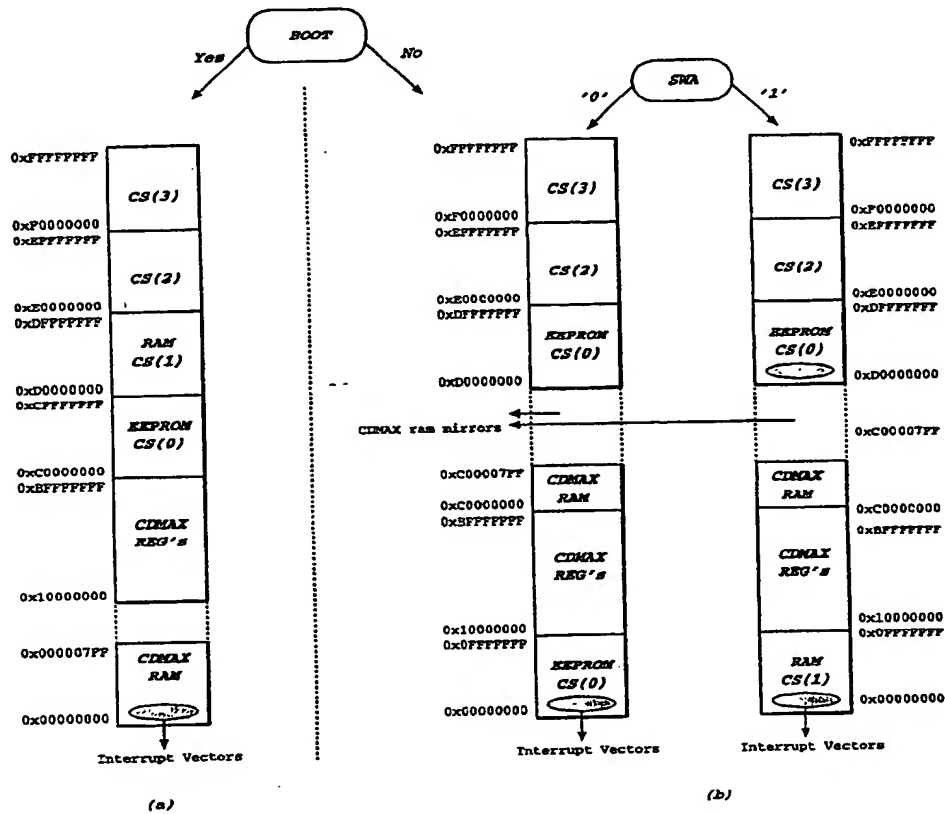 BOOT
Yes
No
SWA
'0'
'1'
0xFFFFFFFF
CS(3)
0xF0000000
0xEFFFFFFF
CS(2)
0xE0000000
0xDFFFFFFF
RAM
CS(1)
0xD0000000
0xCFFFFFFF
EEPROM
CS(0)
0xC0000000
0xBFFFFFFF
CDMAX
REG's
0x10000000
0x000007FF
CDMAX
RAM
0x00000000
Interrupt Vectors
(a)
0xFFFFFFFF
CS(3)
0xF0000000
0xEFFFFFFF
CS(2)
0xE0000000
0xDFFFFFFF
EEPROM
CS(0)
0xD0000000
CDMAX ram mirrors
0xC00007FF
CDMAX
RAM
0xC0000000
0xBFFFFFFF
CDMAX
REG's
0x10000000
0x0FFFFFFF
EEPROM
CS(0)
0x00000000
Interrupt Vectors
0xFFFFFFFF
CS(3)
0xF0000000
0xEFFFFFFF
CS(2)
0xE0000000
0xDFFFFFFF
EEPROM
CS(0)
0xD0000000
0xC00007FF
CDMAX
RAM
0xC0000000
0xBFFFFFFF
CDMAX
REG's
0x10000000
0x0FFFFFFF
RAM
CS(1)
0x00000000
Interrupt Vectors
(b)